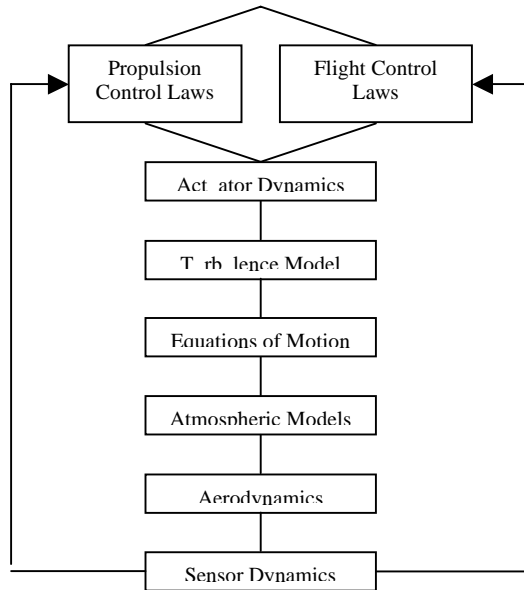 Propulsion
Control Laws
Flight Control
Laws
Act ator Dynamics
T rb lence Model
Equations of Motion
Atmospheric Models
Aerodynamics
Sensor Dynamics